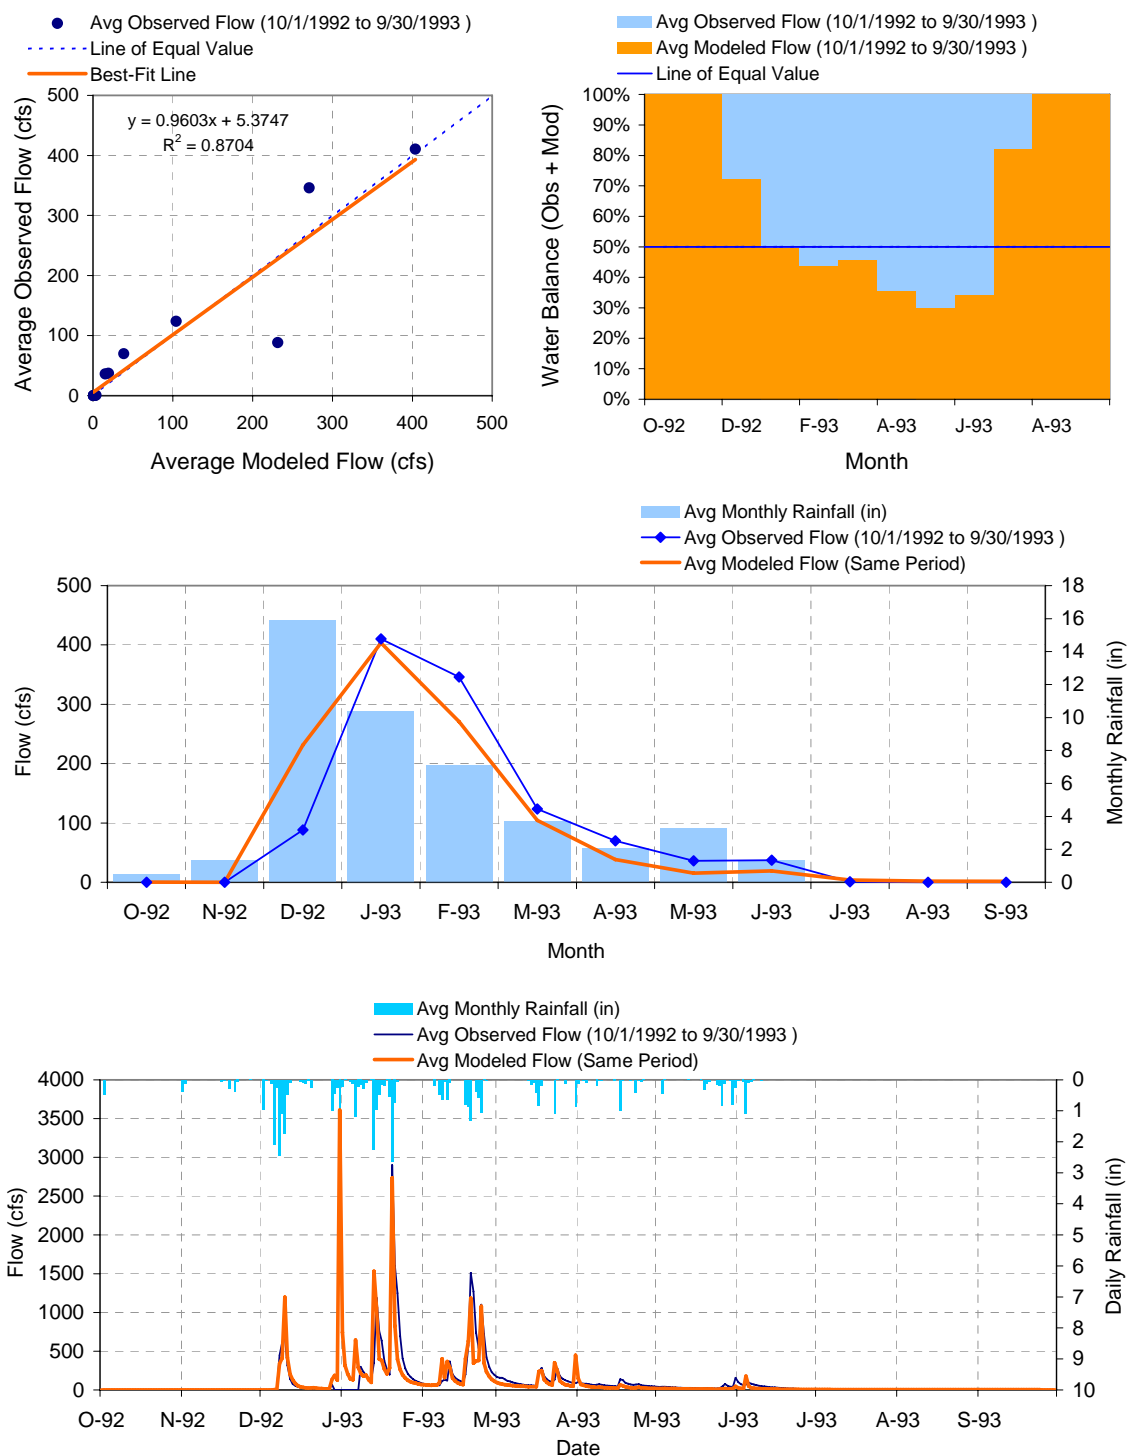 Avg Observed Flow (10/1/1992 to 9/30/1993 )
Line of Equal Value
Best-Fit Line
500
400
300
200
100
0
y = 0.9603x + 5.3747
R² = 0.8704
Average Observed Flow (cfs)
0 100 200 300 400 500
Average Modeled Flow (cfs)
Avg Observed Flow (10/1/1992 to 9/30/1993 )
Avg Modeled Flow (10/1/1992 to 9/30/1993 )
Line of Equal Value
100%
90%
80%
70%
60%
50%
40%
30%
20%
10%
0%
Water Balance (Obs + Mod)
O-92 D-92 F-93 A-93 J-93 A-93
Month
Avg Monthly Rainfall (in)
Avg Observed Flow (10/1/1992 to 9/30/1993 )
Avg Modeled Flow (Same Period)
500
400
300
200
100
0
Flow (cfs)
18
16
14
12
10
8
6
4
2
0
Monthly Rainfall (in)
O-92 N-92 D-92 J-93 F-93 M-93 A-93 M-93 J-93 J-93 A-93 S-93
Month
Avg Monthly Rainfall (in)
Avg Observed Flow (10/1/1992 to 9/30/1993 )
Avg Modeled Flow (Same Period)
4000
3500
3000
2500
2000
1500
1000
500
0
Flow (cfs)
0
1
2
3
4
5
6
7
8
9
10
Daily Rainfall (in)
O-92 N-92 D-92 J-93 F-93 M-93 A-93 M-93 J-93 J-93 A-93 S-93
Date